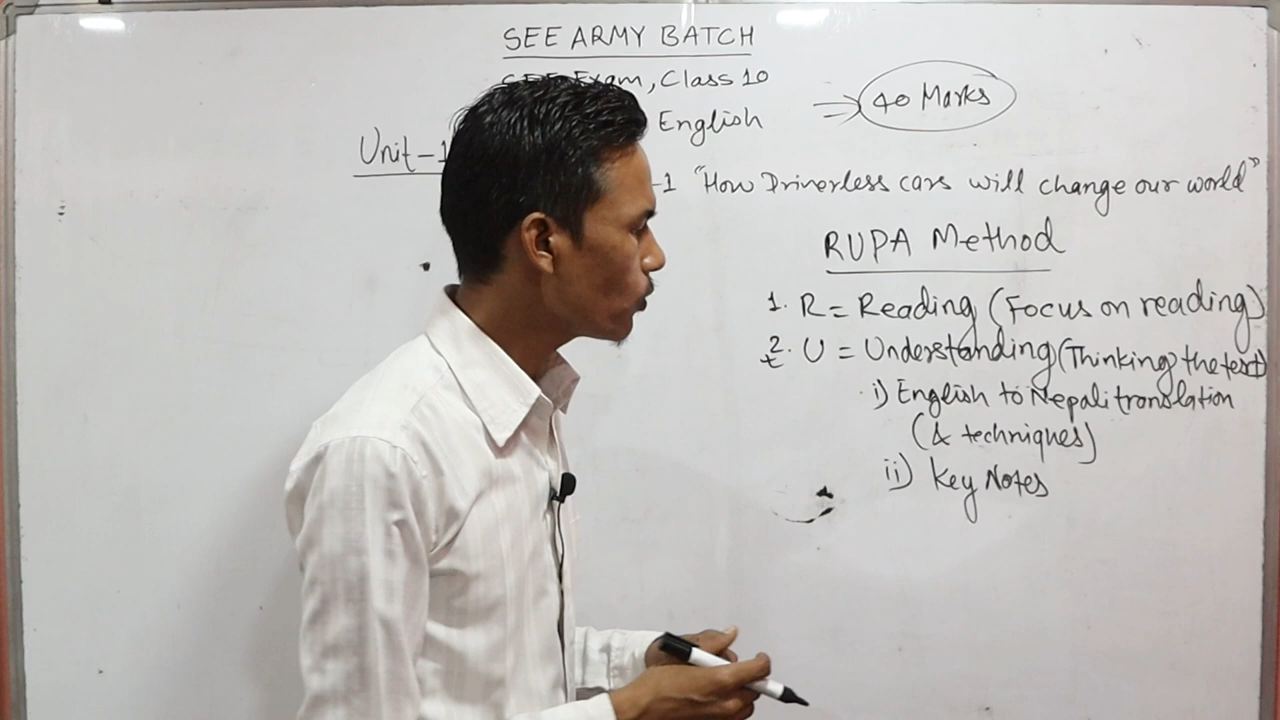 SEE ARMY BATCH
SEE Exam, Class 10
English
⇒ 40 Marks
Unit-1
-1 "How Driverless cars will change our world"
RUPA Method
1. R = Reading (Focus on reading)
2. U = Understanding (Thinking the text)
i) English to Nepali translation
(& techniques)
ii) Key Notes